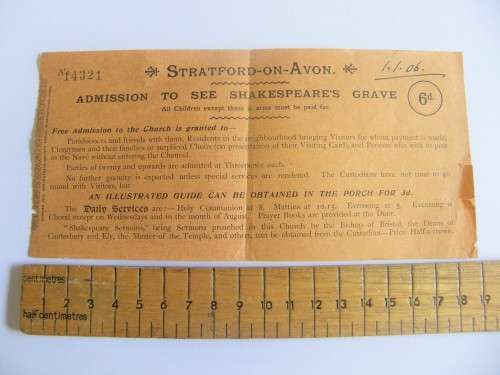 No 14321
STRATFORD-ON-AVON.
1.1.06.
ADMISSION TO SEE SHAKESPEARE'S GRAVE
6d.
All Children except those in arms must be paid for.
Free Admission to the Church is granted to—
Parishioners and friends with them, Residents in the neighbourhood bringing Visitors for whom payment is made,
Clergymen and their families or surpliced Choirs (on presentation of their Visiting Card) and Persons who wish to pray in
the Nave without entering the Chancel.
Parties of twenty and upwards are admitted at Threepence each.
No further gratuity is expected unless special services are rendered. The Custodians have not time to go
round with Visitors, but
AN ILLUSTRATED GUIDE CAN BE OBTAINED IN THE PORCH FOR 3d.
The Daily Services are:— Holy Communion at 8. Mattins at 10.15. Evensong at 5. Evensong is
Choral except on Wednesdays and in the month of August. Prayer Books are provided at the Door.
"Shakespeare Sermons," being Sermons preached in this Church by the Bishop of Bristol, the Deans of
Canterbury and Ely, the Master of the Temple, and others, can be obtained from the Custodian—Price Half-a-crown.
centimetres
1 2 3 4 5 6 7 8 9 10 11 12 13 14 15 16 17 18 19
half centimetres